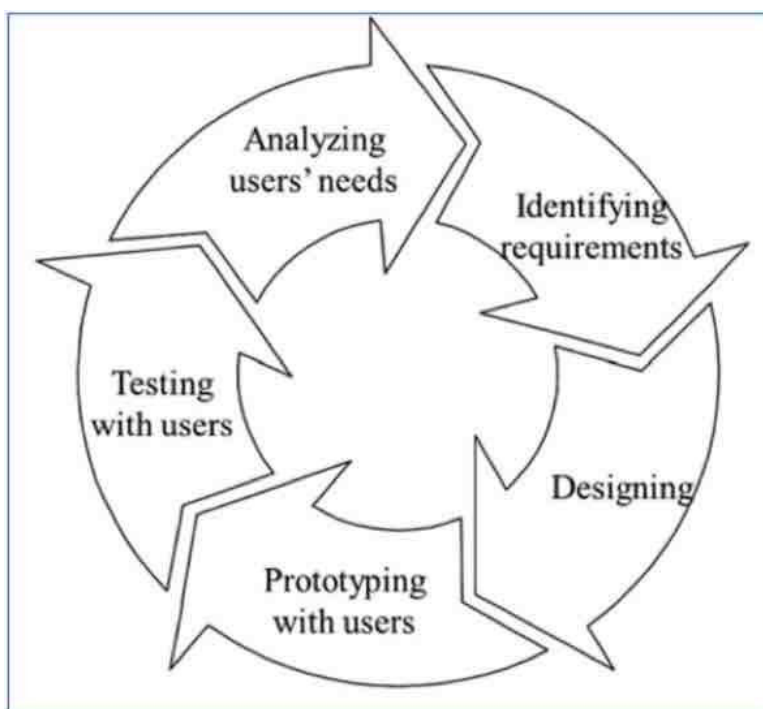 Analyzing
users' needs
Identifying
requirements
Designing
Prototyping
with users
Testing
with users